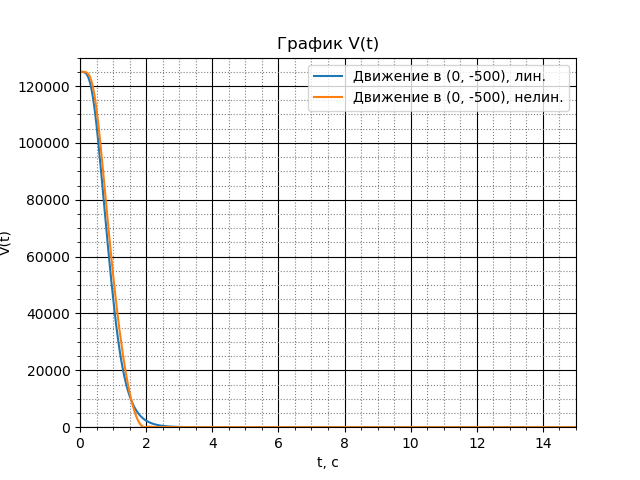 График V(t)
Движение в (0, -500), лин.
Движение в (0, -500), нелин.
120000
100000
80000
60000
40000
20000
0
V(t)
0 2 4 6 8 10 12 14
t, с